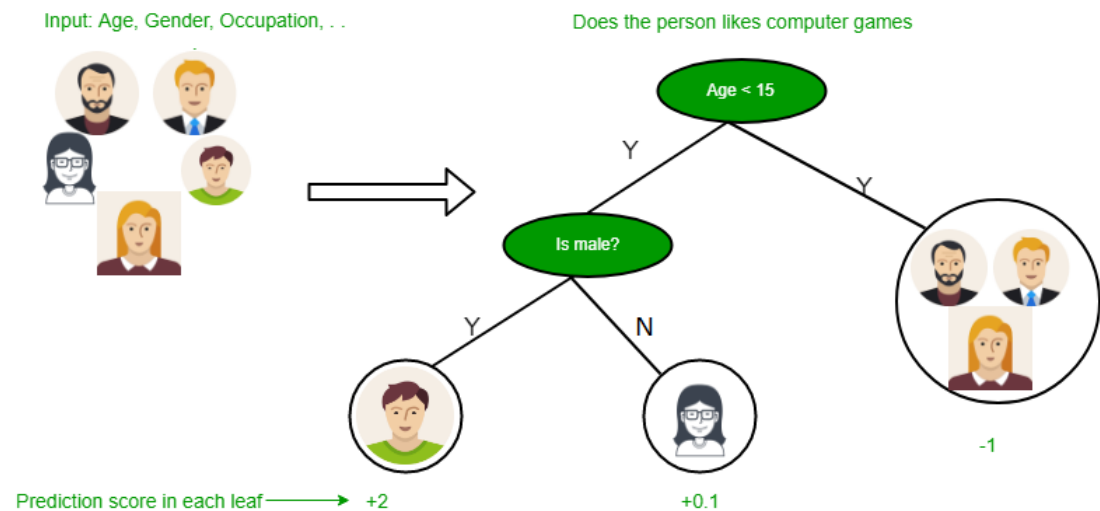 Input: Age, Gender, Occupation, . .
Does the person likes computer games
Age < 15
Y
Y
Is male?
Y
N
-1
Prediction score in each leaf
+2
+0.1